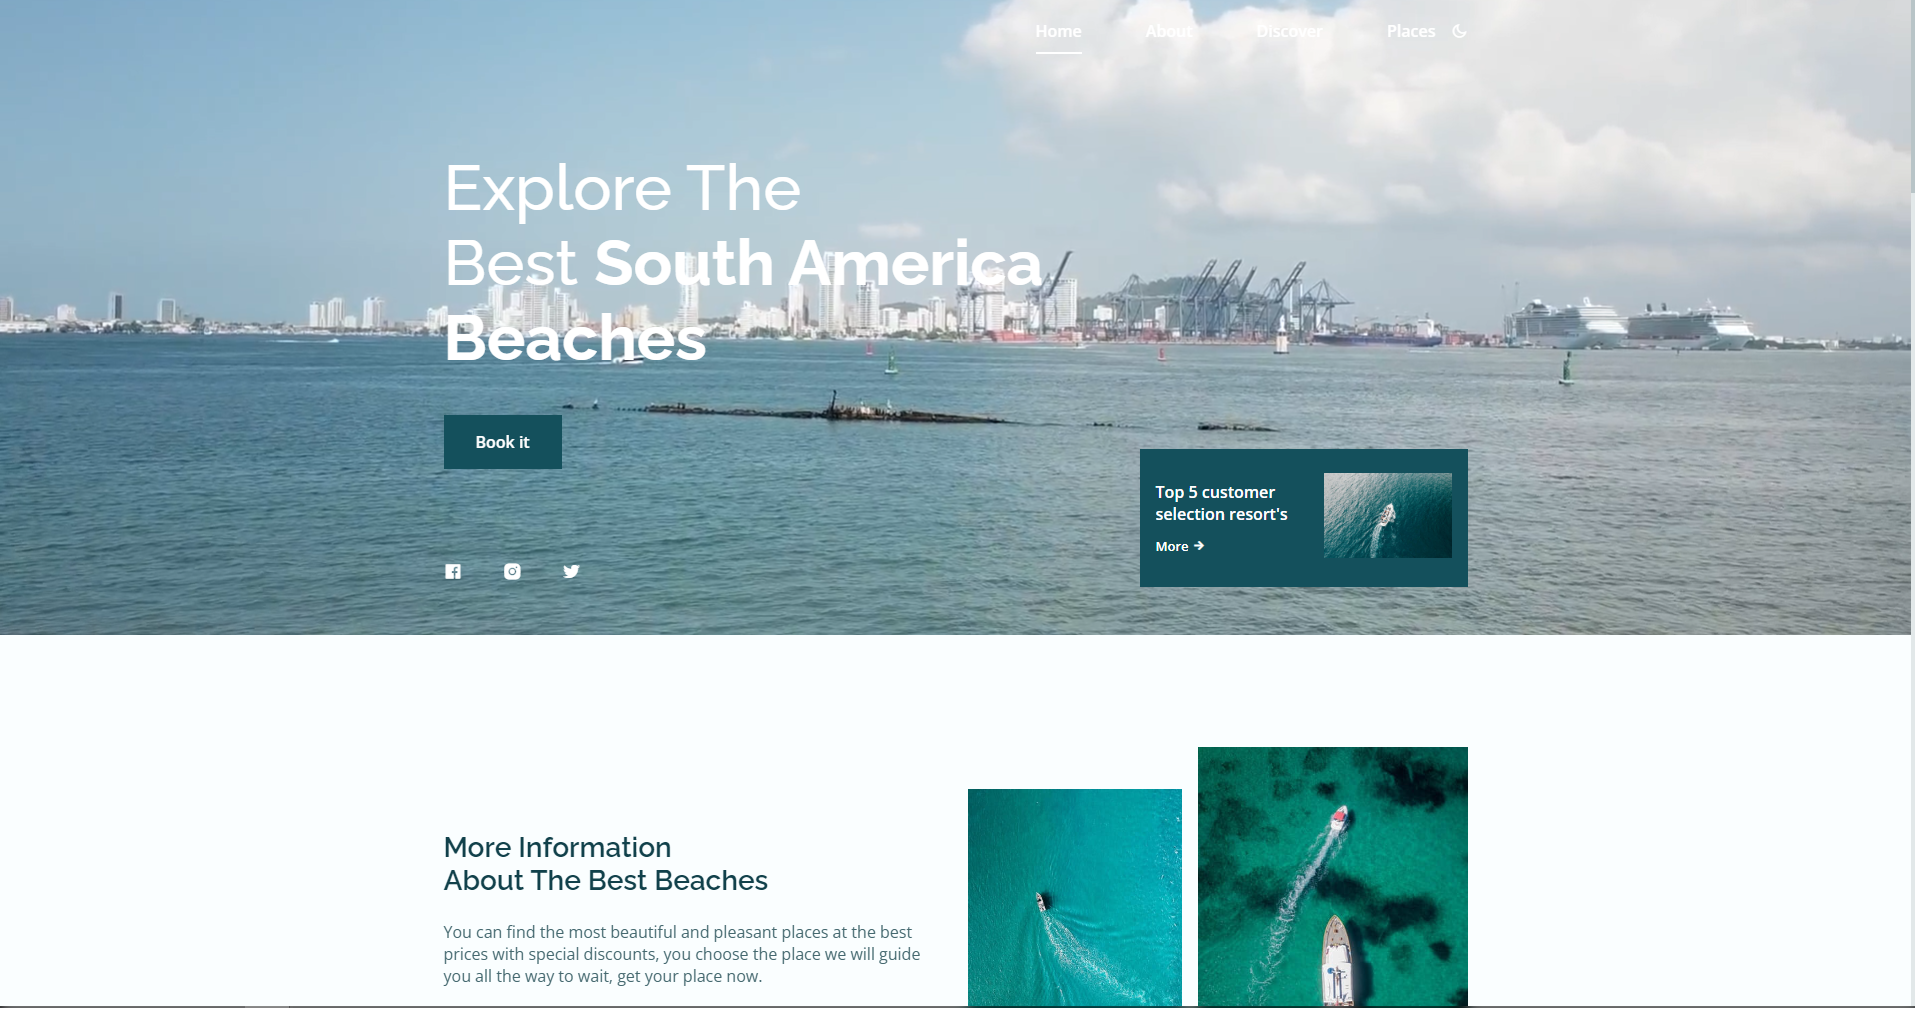 Home About Discover Places
Explore The
Best South America
Beaches
Book it
Top 5 customer
selection resort's
More
More Information
About The Best Beaches
You can find the most beautiful and pleasant places at the best
prices with special discounts, you choose the place we will guide
you all the way to wait, get your place now.